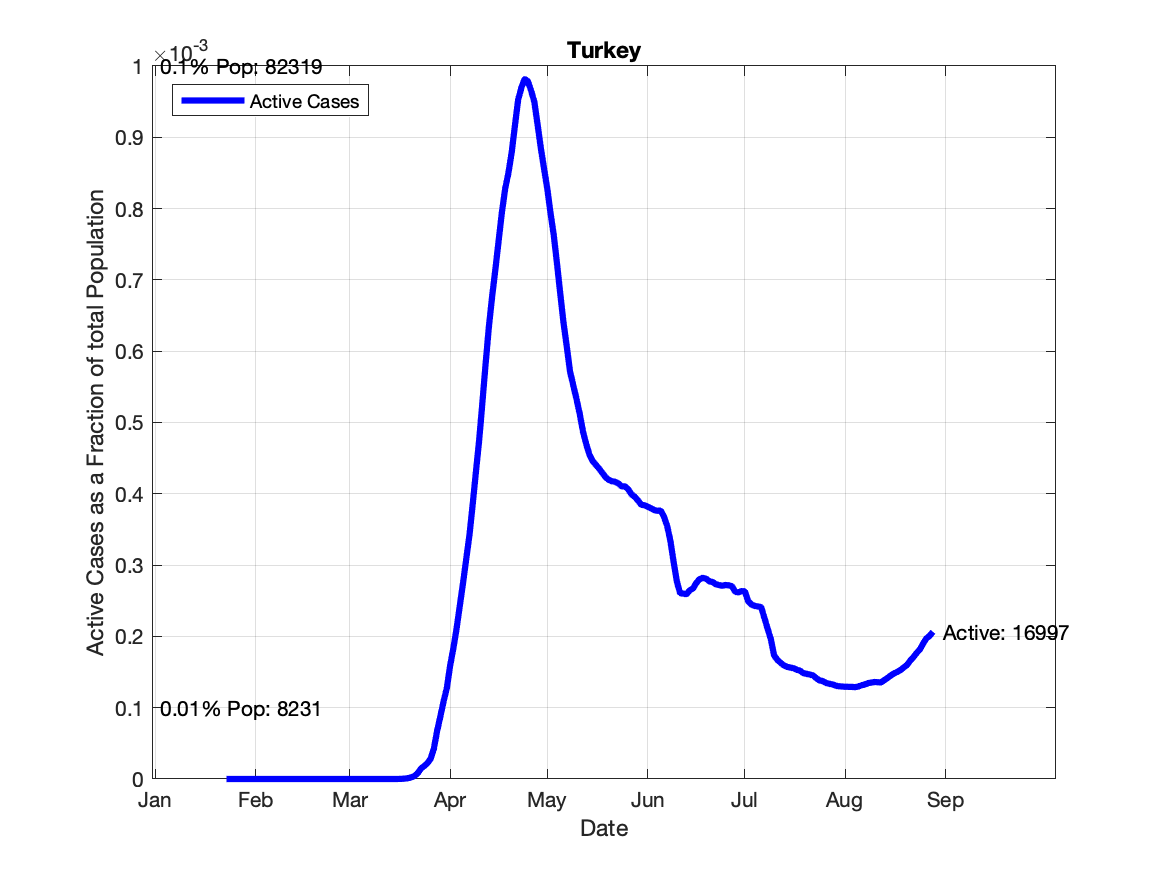 Turkey
×10-3
0.1% Pop: 82319
Active Cases
1
0.9
0.8
0.7
0.6
0.5
0.4
0.3
0.2
0.1
0
Active Cases as a Fraction of total Population
Active: 16997
0.01% Pop: 8231
Jan Feb Mar Apr May Jun Jul Aug Sep
Date